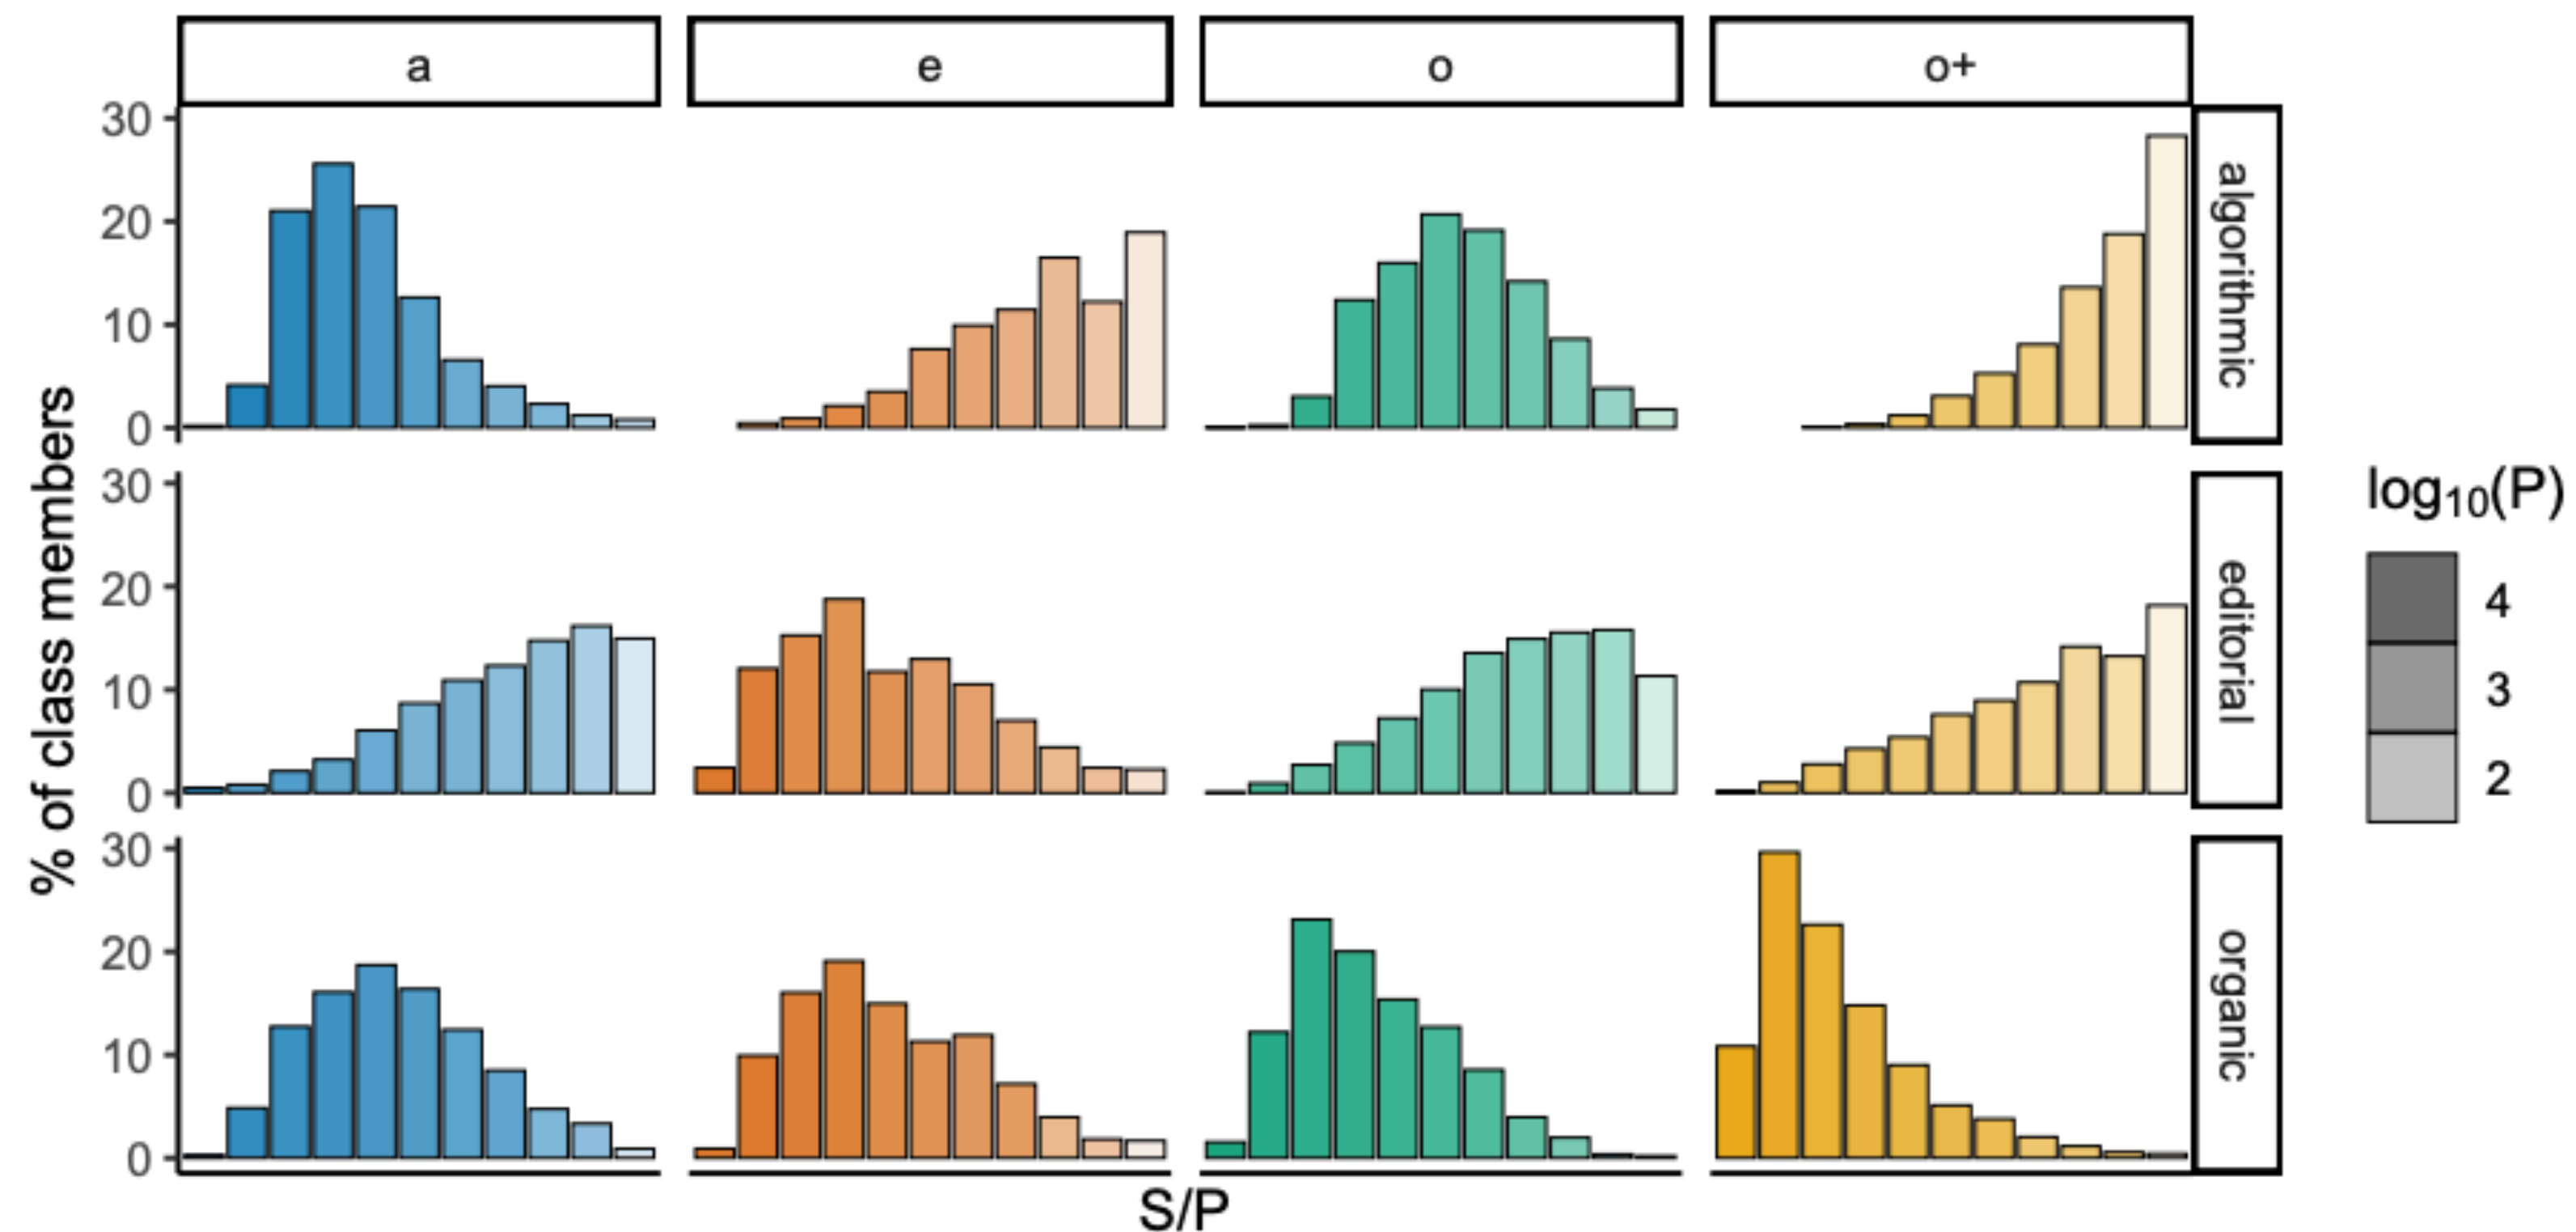 a
e
o
o+
30
20
10
0
algorithmic
30
20
10
0
editorial
30
20
10
0
organic
% of class members
S/P
log₁₀(P)
4
3
2